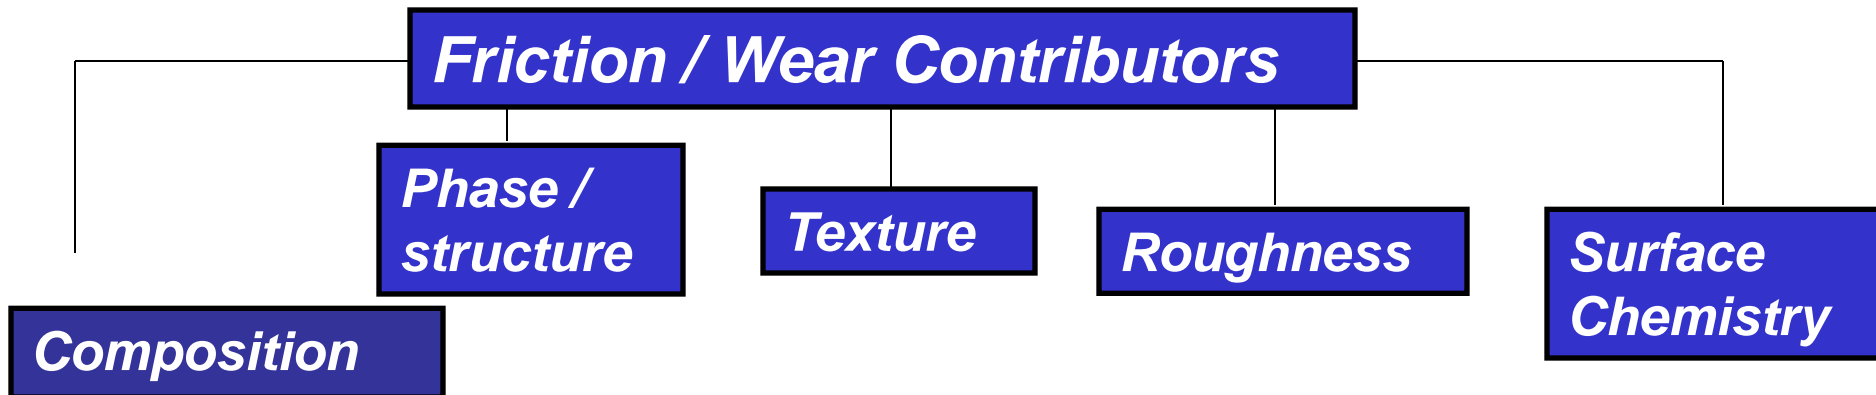 Friction / Wear Contributors
Phase /
structure
Texture
Roughness
Surface
Chemistry
Composition